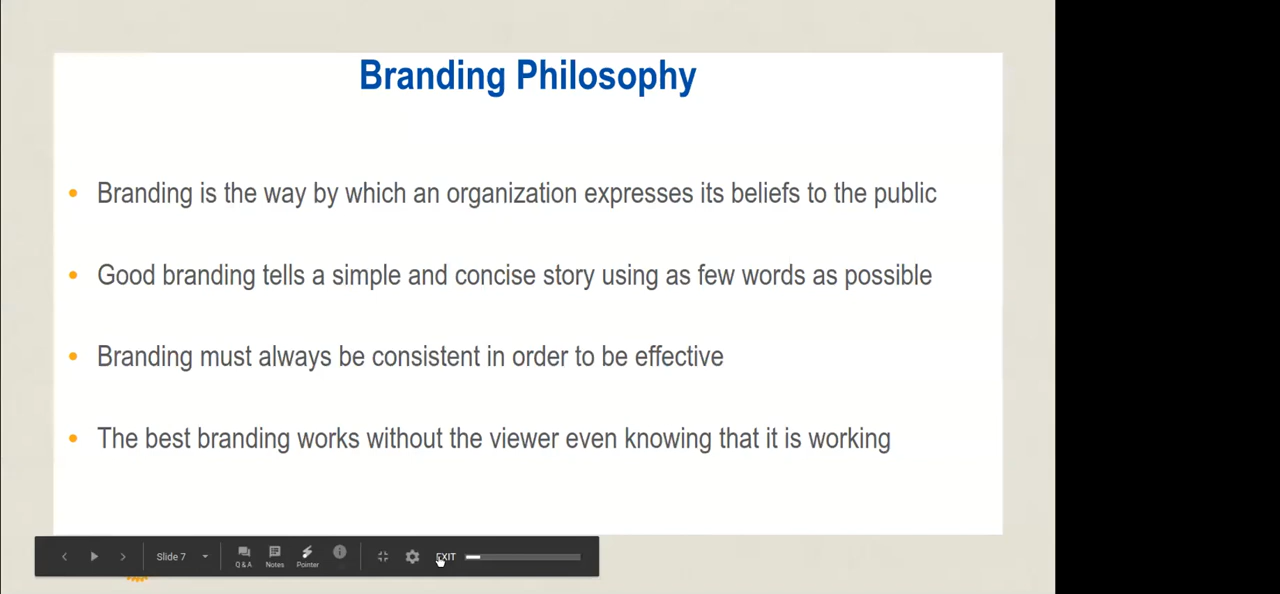 Branding Philosophy
Branding is the way by which an organization expresses its beliefs to the public
Good branding tells a simple and concise story using as few words as possible
Branding must always be consistent in order to be effective
The best branding works without the viewer even knowing that it is working
Slide 7
Q & A
Notes
Pointer
EXIT